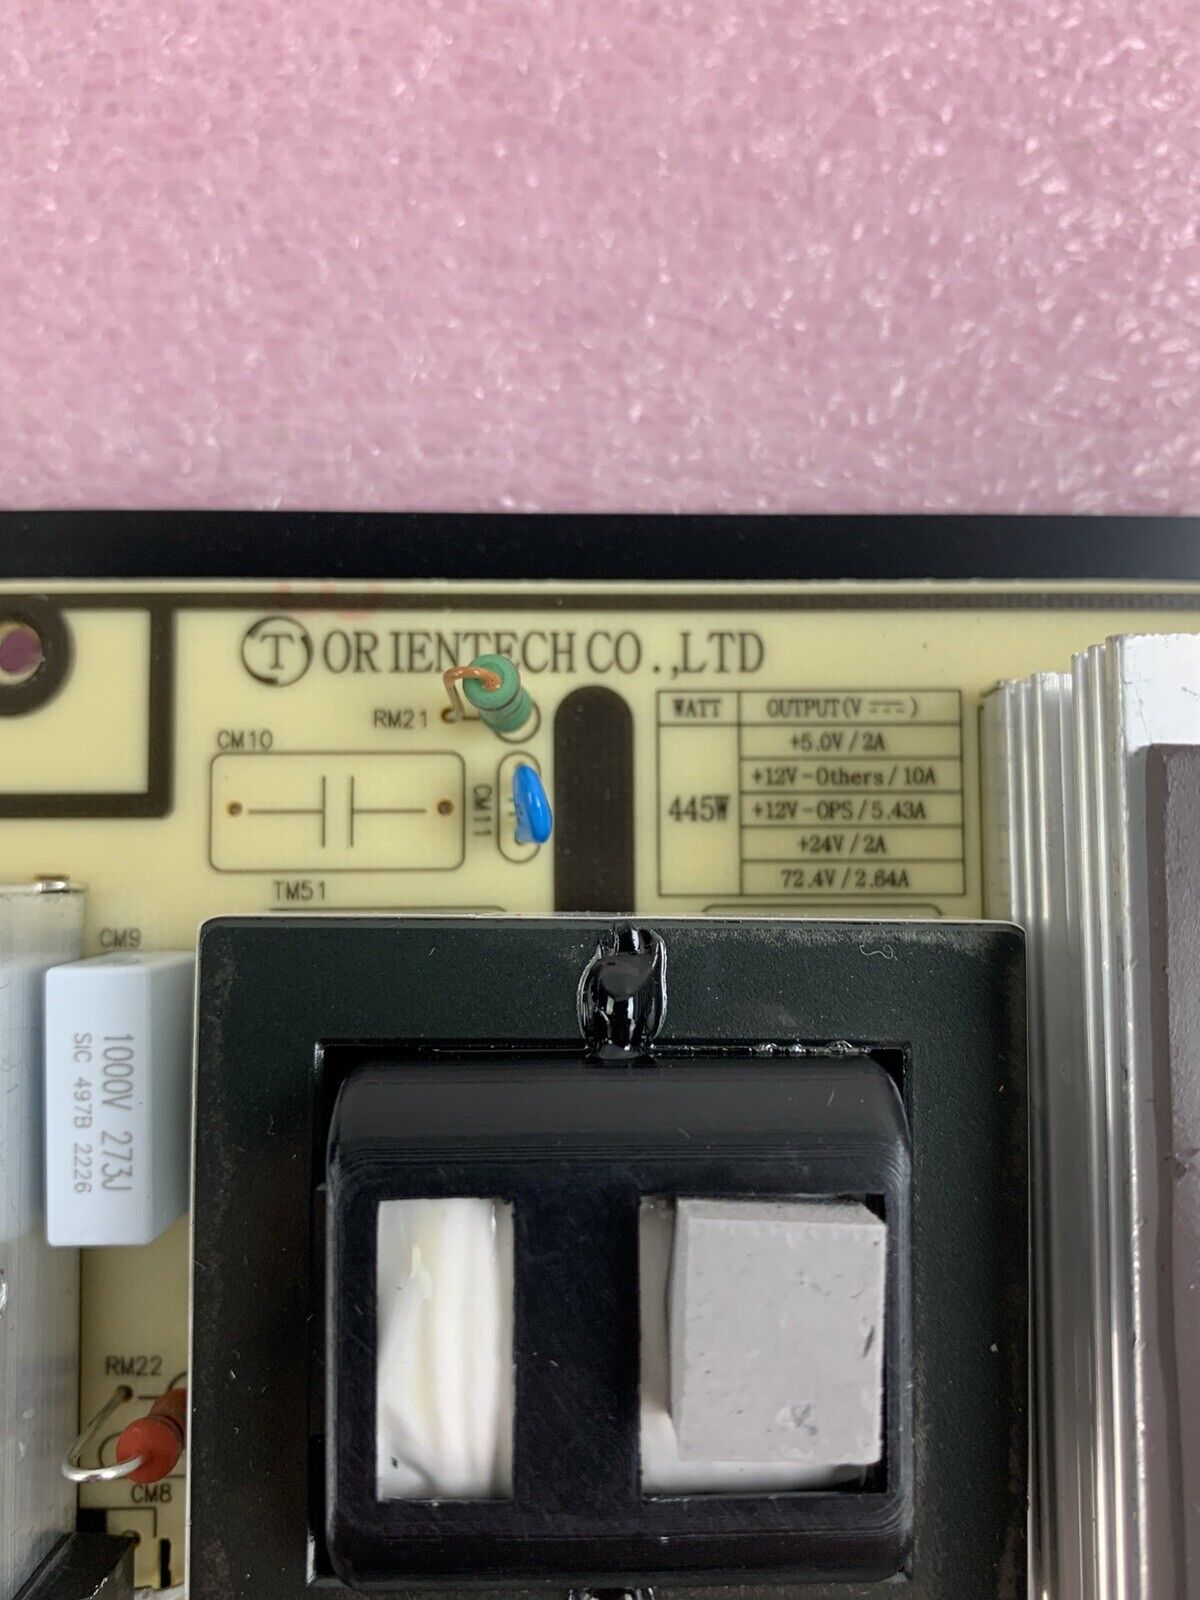 T ORIENTECH CO.,LTD
RM21
WATT OUTPUT(V ⎓)
CM10
+5.0V/2A
+12V-Others/10A
CM11
445W +12V-OPS/5.43A
+24V/2A
72.4V/2.64A
TM51
CM9
1000V 273J
SIC 497B 2226
RM22
CM8